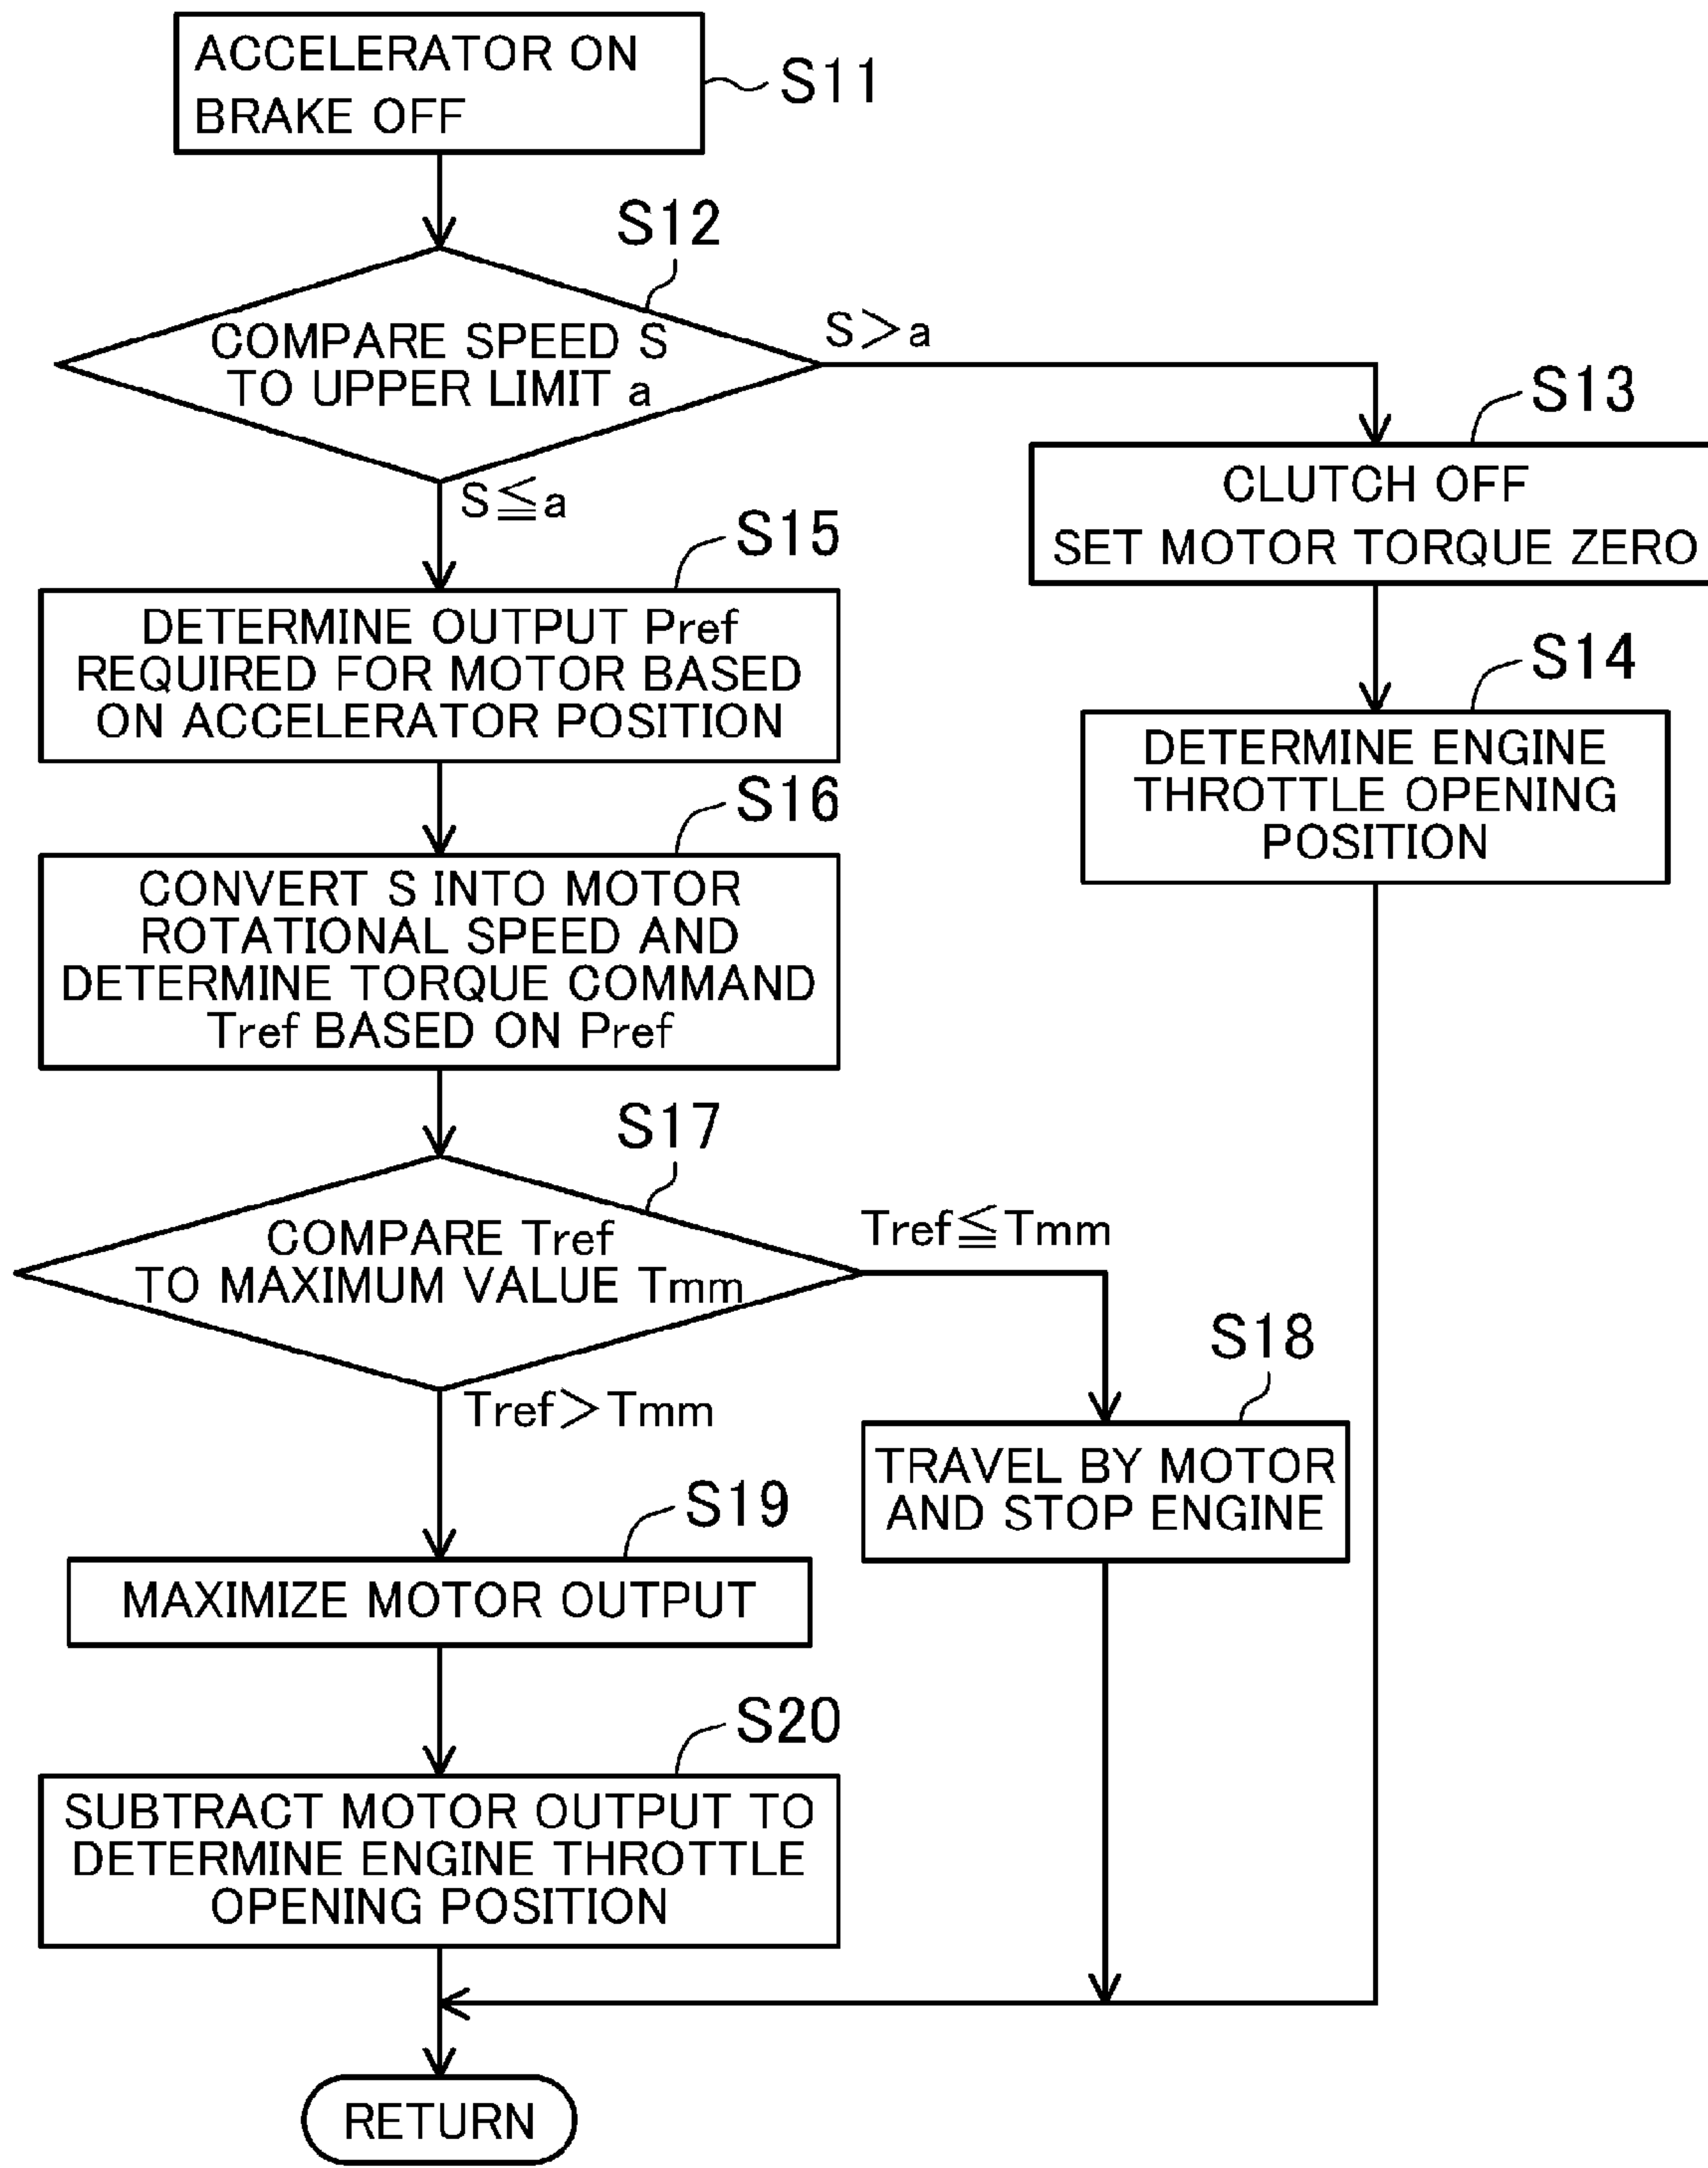 ACCELERATOR ON
BRAKE OFF
S11
S12
COMPARE SPEED S
TO UPPER LIMIT a
S>a
S≦a
S13
CLUTCH OFF
SET MOTOR TORQUE ZERO
S14
DETERMINE ENGINE
THROTTLE OPENING
POSITION
S15
DETERMINE OUTPUT Pref
REQUIRED FOR MOTOR BASED
ON ACCELERATOR POSITION
S16
CONVERT S INTO MOTOR
ROTATIONAL SPEED AND
DETERMINE TORQUE COMMAND
Tref BASED ON Pref
S17
COMPARE Tref
TO MAXIMUM VALUE Tmm
Tref≦Tmm
Tref>Tmm
S18
TRAVEL BY MOTOR
AND STOP ENGINE
S19
MAXIMIZE MOTOR OUTPUT
S20
SUBTRACT MOTOR OUTPUT TO
DETERMINE ENGINE THROTTLE
OPENING POSITION
RETURN